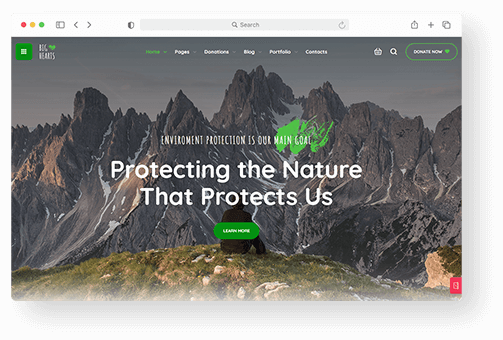 Search
BIG
HEARTS
Home Pages Donations Blog Portfolio Contacts
DONATE NOW
ENVIROMENT PROTECTION IS OUR MAIN GOAL
Protecting the Nature
That Protects Us
LEARN MORE